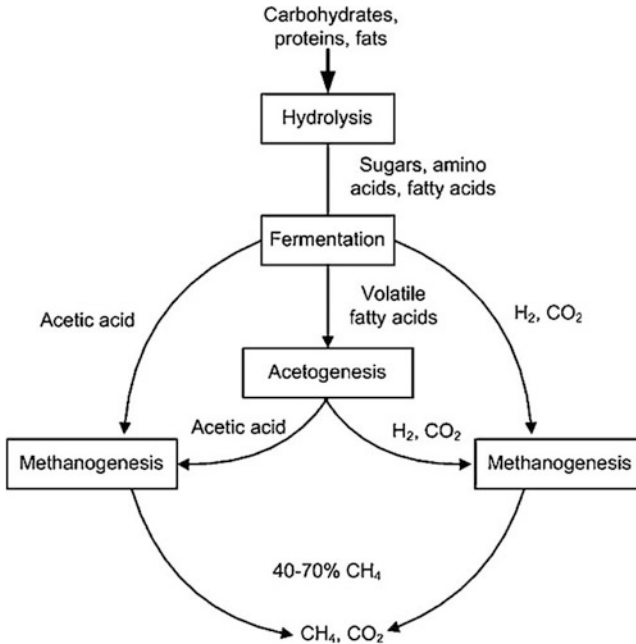 Carbohydrates,
proteins, fats
Hydrolysis
Sugars, amino
acids, fatty acids
Fermentation
Volatile
fatty acids
Acetic acid
H₂, CO₂
Acetogenesis
Acetic acid
H₂, CO₂
Methanogenesis
Methanogenesis
40-70% CH₄
CH₄, CO₂